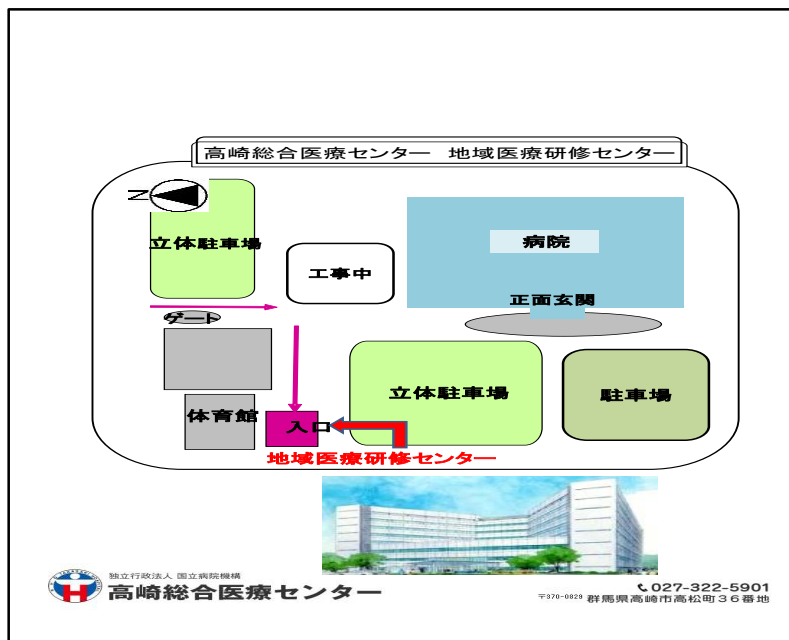 高崎総合医療センター 地域医療研修センター
N
立体駐車場
病院
工事中
正面玄関
ゲート
立体駐車場
駐車場
体育館
入口
地域医療研修センター
独立行政法人 国立病院機構
高崎総合医療センター
027-322-5901
〒370-0829 群馬県高崎市高松町36番地